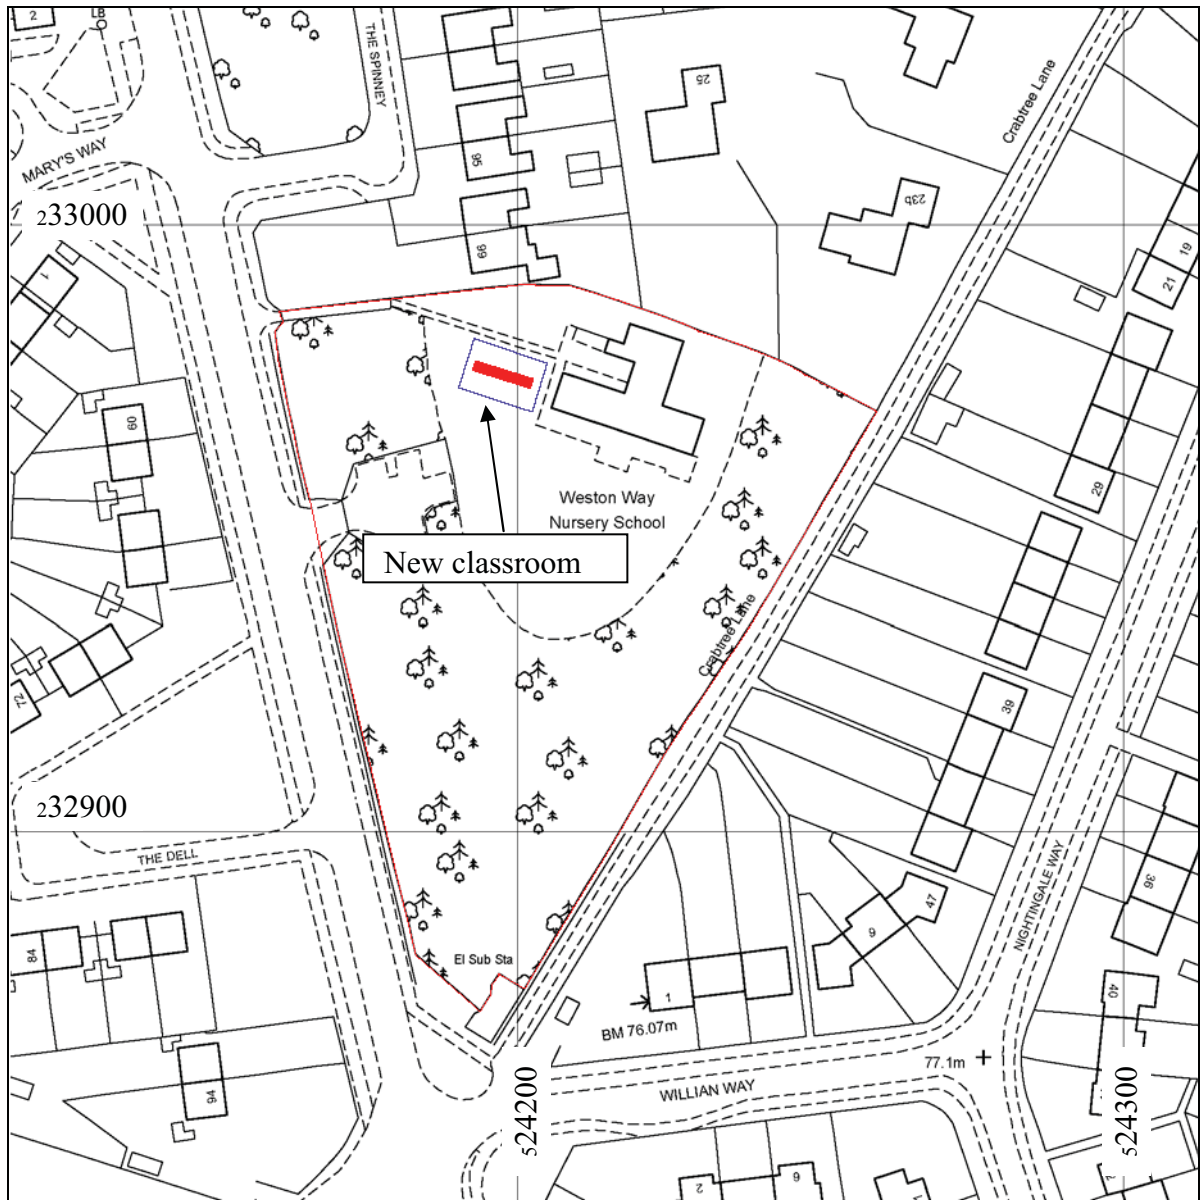 2
LB
THE SPINNEY
MARY'S WAY
25
Crabtree Lane
95
233000
99
23b
1
19
21
60
29
Weston Way
Nursery School
New classroom
Crabtree Lane
72
39
232900
THE DELL
NIGHTINGALE WAY
36
47
9
84
El Sub Sta
1
40
BM 76.07m
77.1m
WILLIAN WAY
94
524200
524300
2
6